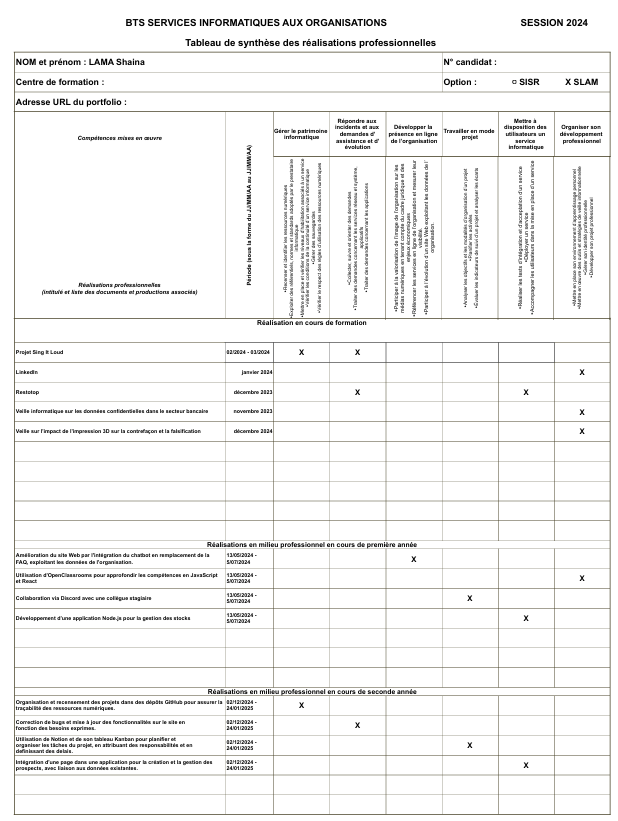 BTS SERVICES INFORMATIQUES AUX ORGANISATIONS SESSION 2024
Tableau de synthèse des réalisations professionnelles
NOM et prénom : LAMA Shaina N° candidat :
Centre de formation : Option : ▫ SISR X SLAM
Adresse URL du portfolio :
Compétences mises en œuvre
Réalisations professionnelles
(intitulé et liste des documents et productions associés)
Période (sous la forme du JJ/MM/AA au JJ/MM/AA)
Gérer le patrimoine
informatique
Répondre aux
incidents et aux
demandes d'
assistance et d'
évolution
Développer la
présence en ligne
de l'organisation
Travailler en mode
projet
Mettre à
disposition des
utilisateurs un
service
informatique
Organiser son
développement
professionnel
▪Recenser et identifier les ressources numériques
▪Exploiter des référentiels, normes et standards adoptés par le prestataire
informatique
▪Mettre en place et vérifier les niveaux d'habilitation associés à un service
▪Vérifier les conditions de la continuité d'un service informatique
▪Gérer des sauvegardes
▪Vérifier le respect des règles d'utilisation des ressources numériques
▪Collecter, suivre et orienter des demandes
▪Traiter des demandes concernant les services réseau et système,
applicatifs
▪Traiter des demandes concernant les applications
▪Participer à la valorisation de l'image de l'organisation sur les
médias numériques en tenant compte du cadre juridique et des
enjeux économiques
▪Référencer les services en ligne de l'organisation et mesurer leur
visibilité.
▪Participer à l'évolution d'un site Web exploitant les données de l'
organisation.
▪Analyser les objectifs et les modalités d'organisation d'un projet
▪Planifier les activités
▪Évaluer les indicateurs de suivi d'un projet et analyser les écarts
▪Réaliser les tests d'intégration et d'acceptation d'un service
▪Déployer un service
▪Accompagner les utilisateurs dans la mise en place d'un service
▪Mettre en place son environnement d'apprentissage personnel
▪Mettre en œuvre des outils et stratégies de veille informationnelle
▪Gérer son identité professionnelle
▪Développer son projet professionnel
Réalisation en cours de formation
Projet Sing It Loud 02/2024 - 03/2024 X X
LinkedIn janvier 2024 X
Restotop décembre 2023 X X
Veille informatique sur les données confidentielles dans le secteur bancaire novembre 2023 X
Veille sur l'impact de l'impression 3D sur la contrefaçon et la falsification décembre 2024 X
Réalisations en milieu professionnel en cours de première année
Amélioration du site Web par l'intégration du chatbot en remplacement de la
FAQ, exploitant les données de l'organisation.
13/05/2024 -
5/07/2024
X
Utilisation d'OpenClassrooms pour approfondir les compétences en JavaScript
et React
13/05/2024 -
5/07/2024
X
Collaboration via Discord avec une collègue stagiaire
13/05/2024 -
5/07/2024
X
Développement d'une application Node.js pour la gestion des stocks
13/05/2024 -
5/07/2024
X
Réalisations en milieu professionnel en cours de seconde année
Organisation et recensement des projets dans des dépôts GitHub pour assurer la
traçabilité des ressources numériques.
02/12/2024 -
24/01/2025
X
Correction de bugs et mise à jour des fonctionnalités sur le site en
fonction des besoins exprimes.
02/12/2024 -
24/01/2025
X
Utilisation de Notion et de son tableau Kanban pour planifier et
organiser les tâches du projet, en attribuant des responsabilités et en
definissant des delais.
02/12/2024 -
24/01/2025
X
Intégration d'une page dans une application pour la création et la gestion des
prospects, avec liaison aux données existantes.
02/12/2024 -
24/01/2025
X